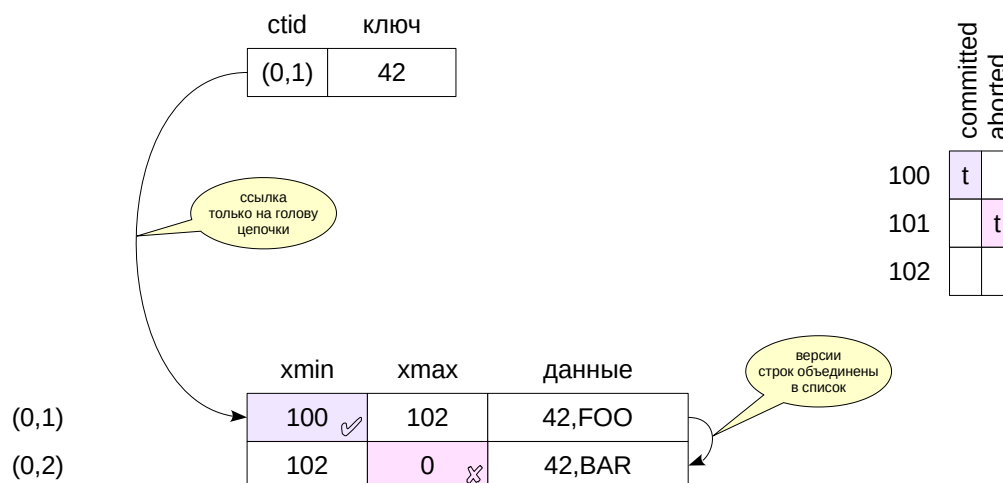 ctid ключ
(0,1) 42
committed
aborted
100 t
101 t
102
ссылка
только на голову
цепочки
версии
строк объединены
в список
xmin xmax данные
(0,1) 100 102 42,FOO
(0,2) 102 0 42,BAR